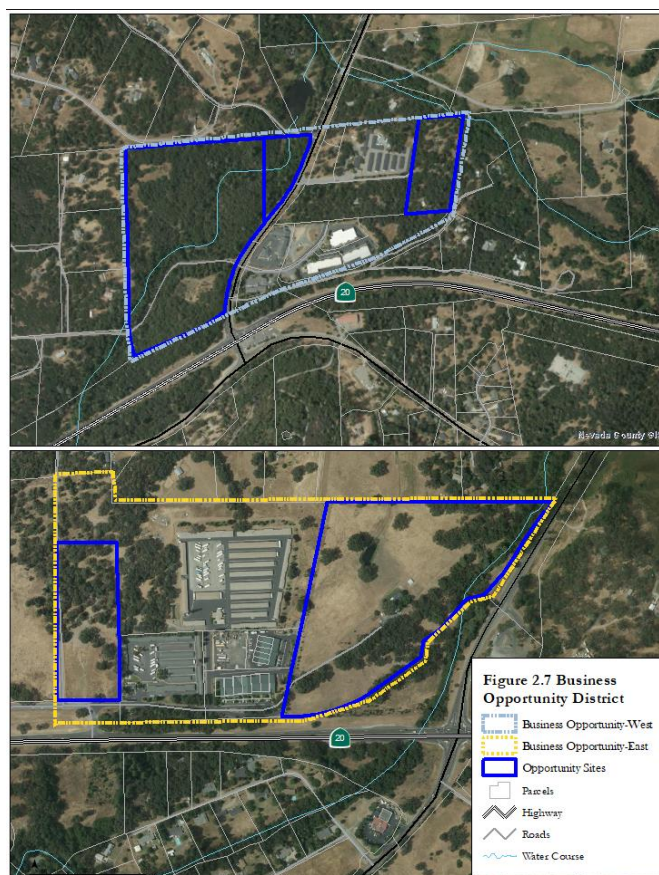 20
Nevada County
20
Figure 2.7 Business
Opportunity District
Business Opportunity-West
Business Opportunity-East
Opportunity Sites
Parcels
Highway
Roads
Water Course